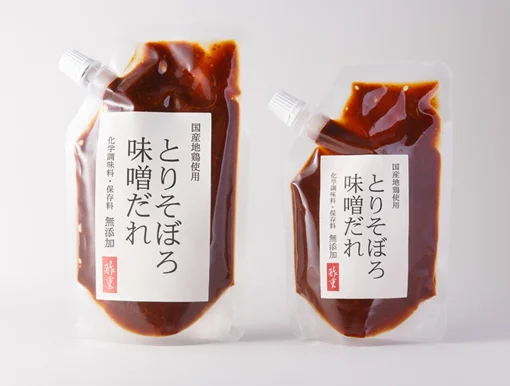 国産地鶏使用
とりそぼろ
味噌だれ
化学調味料・保存料 無添加
国産地鶏使用
とりそぼろ
味噌だれ
化学調味料・保存料 無添加